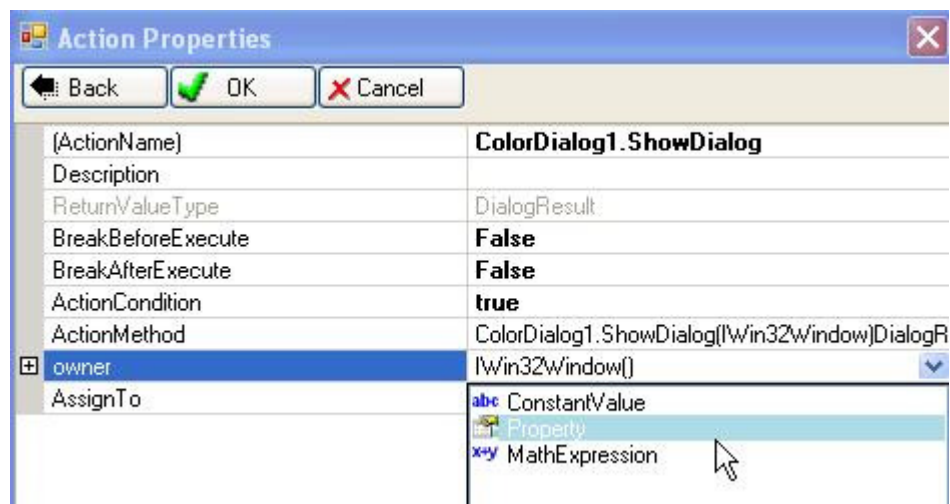 Action Properties
Back OK Cancel
(ActionName) ColorDialog1.ShowDialog
Description
ReturnValueType DialogResult
BreakBeforeExecute False
BreakAfterExecute False
ActionCondition true
ActionMethod ColorDialog1.ShowDialog(IWin32Window)DialogR
owner IWin32Window()
AssignTo
abc ConstantValue
Property
x+y MathExpression